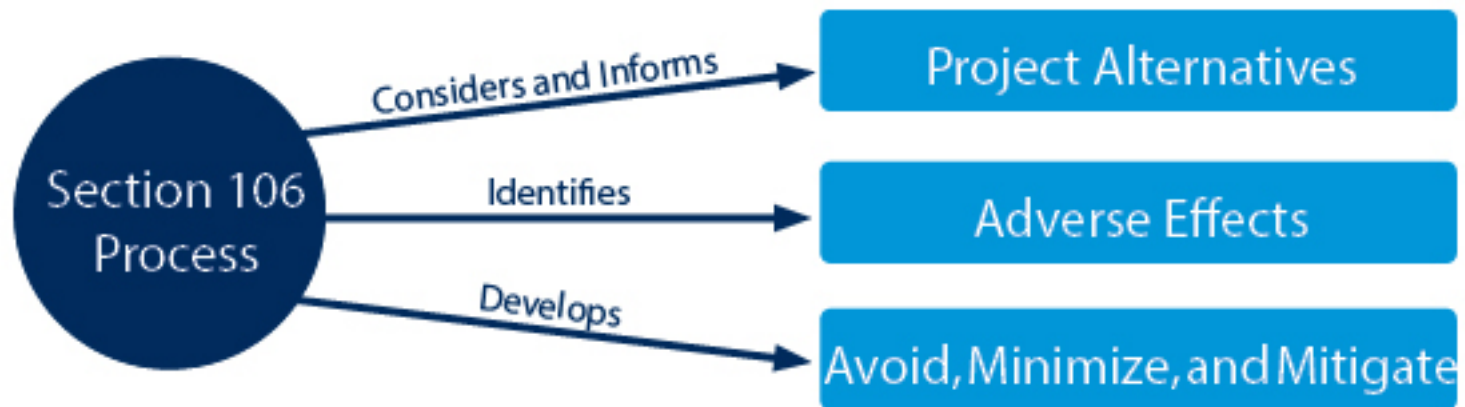 Section 106
Process
Considers and Informs
Project Alternatives
Identifies
Adverse Effects
Develops
Avoid, Minimize, and Mitigate